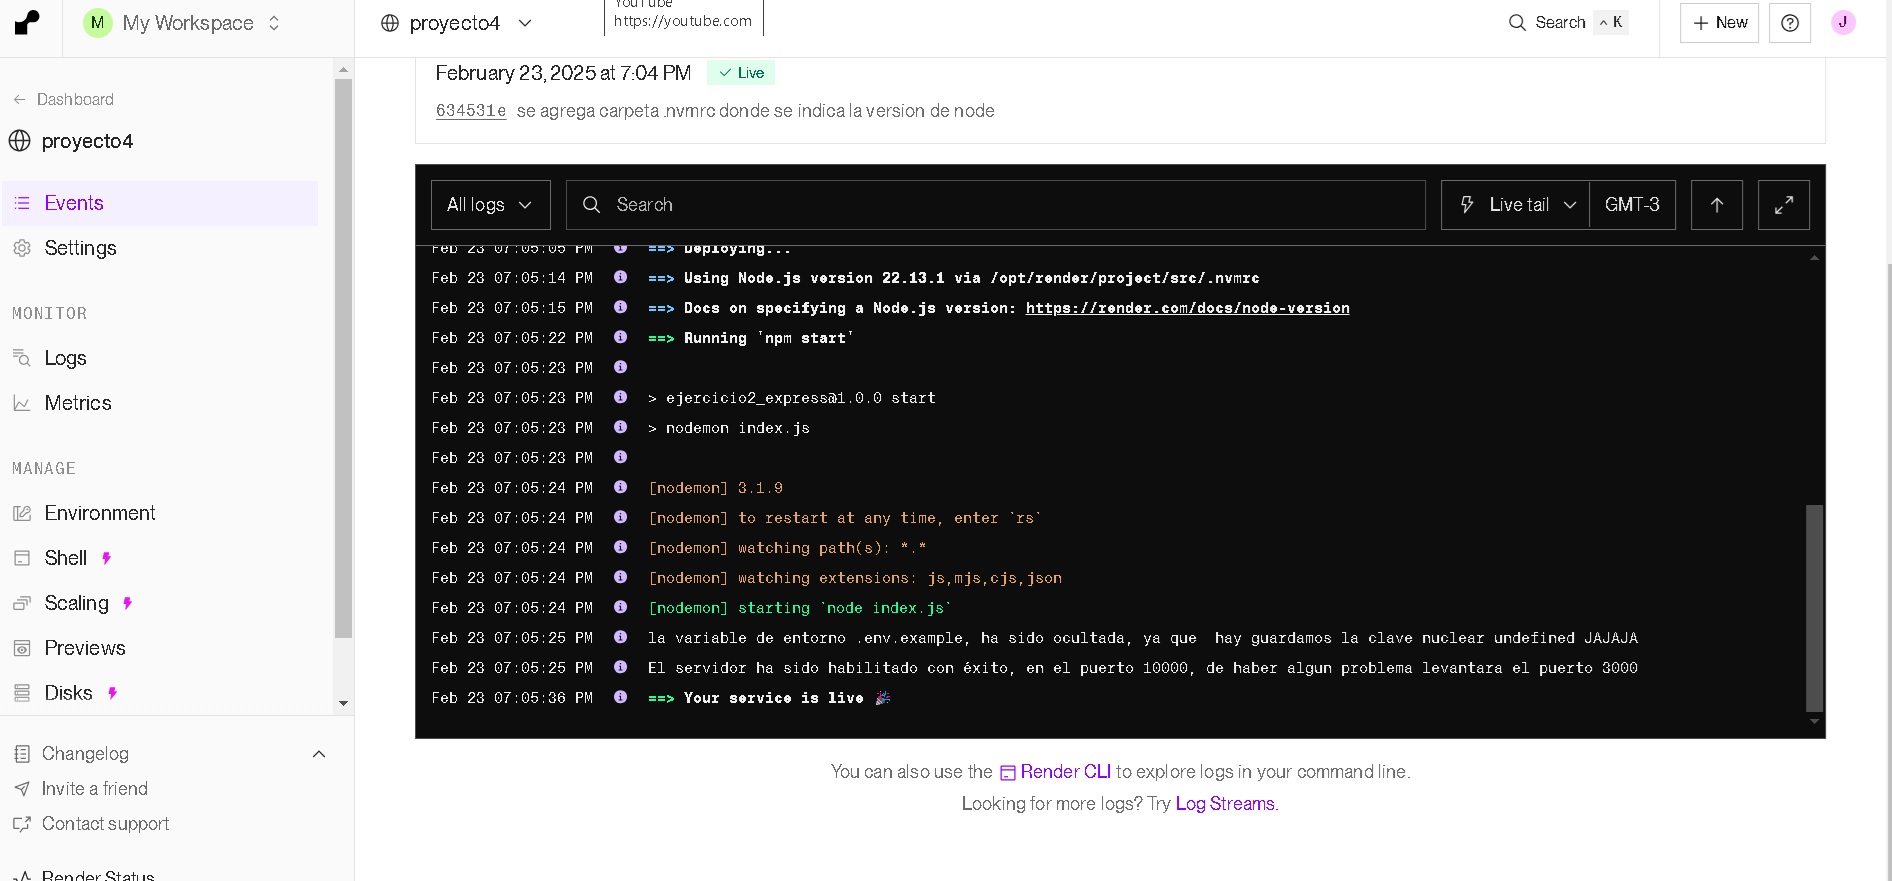 M My Workspace
proyecto4
YouTube
https://youtube.com
Search ^ K
+ New
J
← Dashboard
proyecto4
Events
Settings
MONITOR
Logs
Metrics
MANAGE
Environment
Shell
Scaling
Previews
Disks
Changelog
Invite a friend
Contact support
Render Status
February 23, 2025 at 7:04 PM ✓ Live
634531e se agrega carpeta .nvmrc donde se indica la version de node
All logs
Search
Live tail
GMT-3
Feb 23 07:05:05 PM ==> Deploying...
Feb 23 07:05:14 PM ==> Using Node.js version 22.13.1 via /opt/render/project/src/.nvmrc
Feb 23 07:05:15 PM ==> Docs on specifying a Node.js version: https://render.com/docs/node-version
Feb 23 07:05:22 PM ==> Running 'npm start'
Feb 23 07:05:23 PM
Feb 23 07:05:23 PM > ejercicio2_express@1.0.0 start
Feb 23 07:05:23 PM > nodemon index.js
Feb 23 07:05:23 PM
Feb 23 07:05:24 PM [nodemon] 3.1.9
Feb 23 07:05:24 PM [nodemon] to restart at any time, enter `rs`
Feb 23 07:05:24 PM [nodemon] watching path(s): *.*
Feb 23 07:05:24 PM [nodemon] watching extensions: js,mjs,cjs,json
Feb 23 07:05:24 PM [nodemon] starting `node index.js`
Feb 23 07:05:25 PM la variable de entorno .env.example, ha sido ocultada, ya que  hay guardamos la clave nuclear undefined JAJAJA
Feb 23 07:05:25 PM El servidor ha sido habilitado con éxito, en el puerto 10000, de haber algun problema levantara el puerto 3000
Feb 23 07:05:36 PM ==> Your service is live 🎉
You can also use the Render CLI to explore logs in your command line.
Looking for more logs? Try Log Streams.